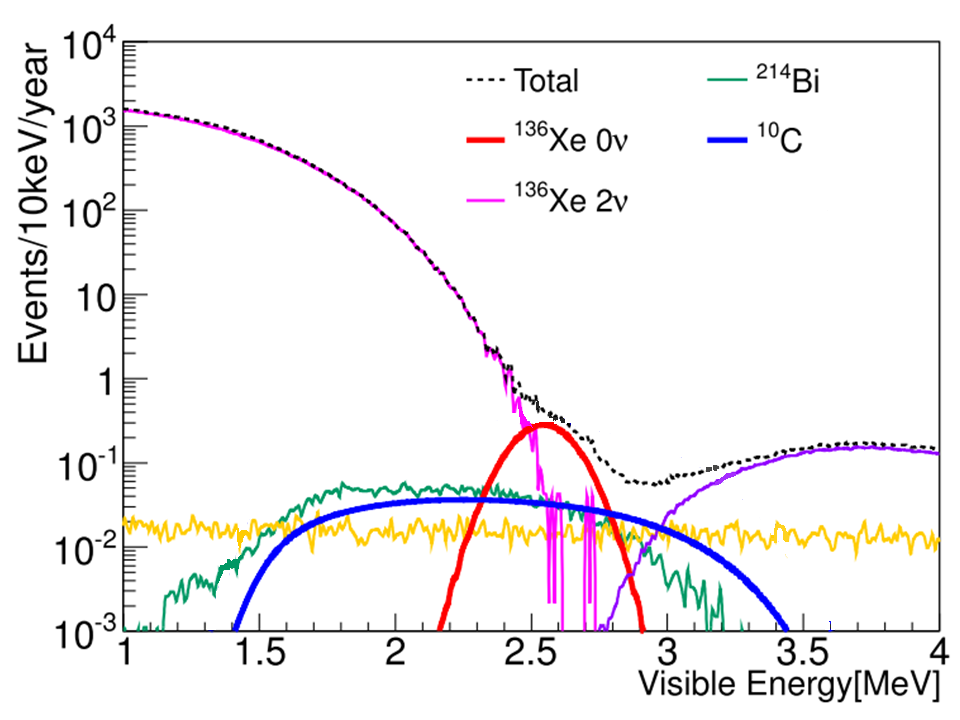 Events/10keV/year
10⁴
10³
10²
10
1
10⁻¹
10⁻²
10⁻³
Total
¹³⁶Xe 0ν
¹³⁶Xe 2ν
²¹⁴Bi
¹⁰C
1 1.5 2 2.5 3 3.5 4
Visible Energy[MeV]